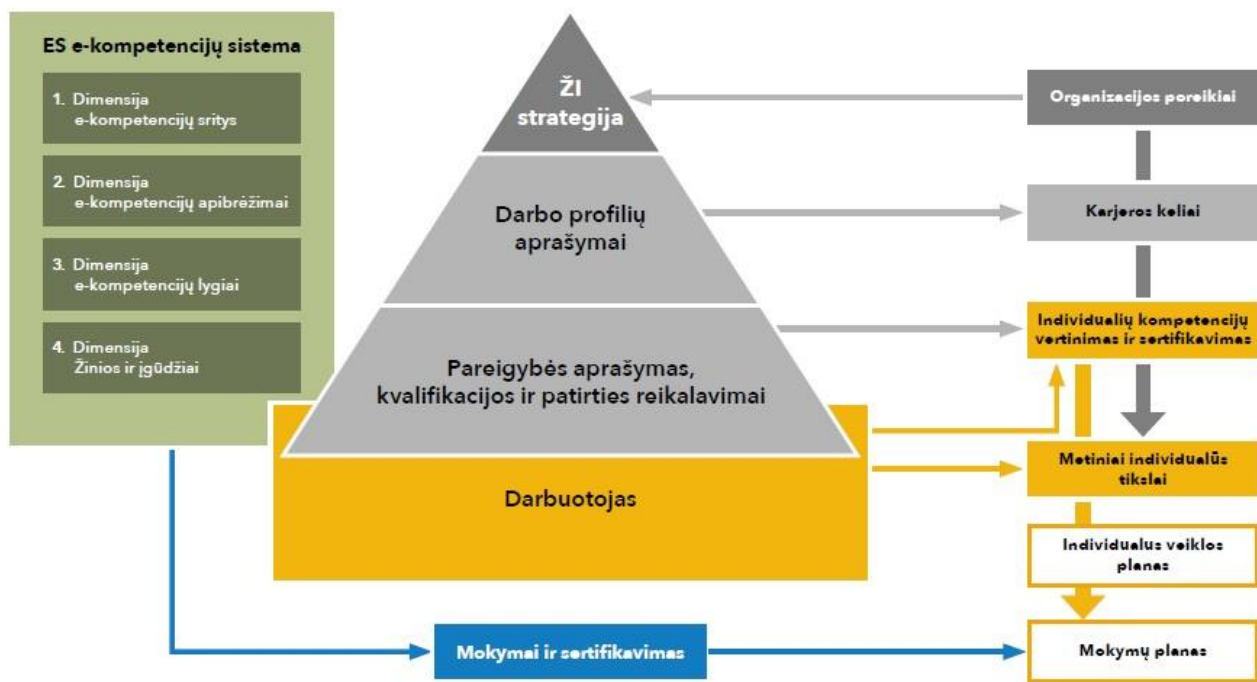 ES e-kompetencijų sistema
1. Dimensija
e-kompetencijų sritys
2. Dimensija
e-kompetencijų apibrėžimai
3. Dimensija
e-kompetencijų lygiai
4. Dimensija
Žinios ir įgūdžiai
ŽI
strategija
Darbo profilių
aprašymai
Pareigybės aprašymas,
kvalifikacijos ir patirties reikalavimai
Darbuotojas
Mokymai ir sertifikavimas
Organizacijos poreikiai
Karjeros keliai
Individualių kompetencijų
vertinimas ir sertifikavimas
Metiniai individualūs
tikslai
Individualus veiklos
planas
Mokymų planas